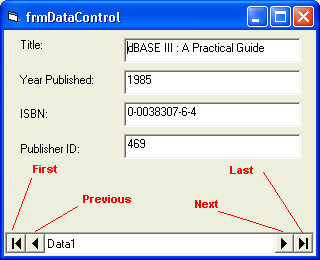 frmDataControl
Title: dBASE III : A Practical Guide
Year Published: 1985
ISBN: 0-0038307-6-4
Publisher ID: 469
First Last
Previous Next
Data1